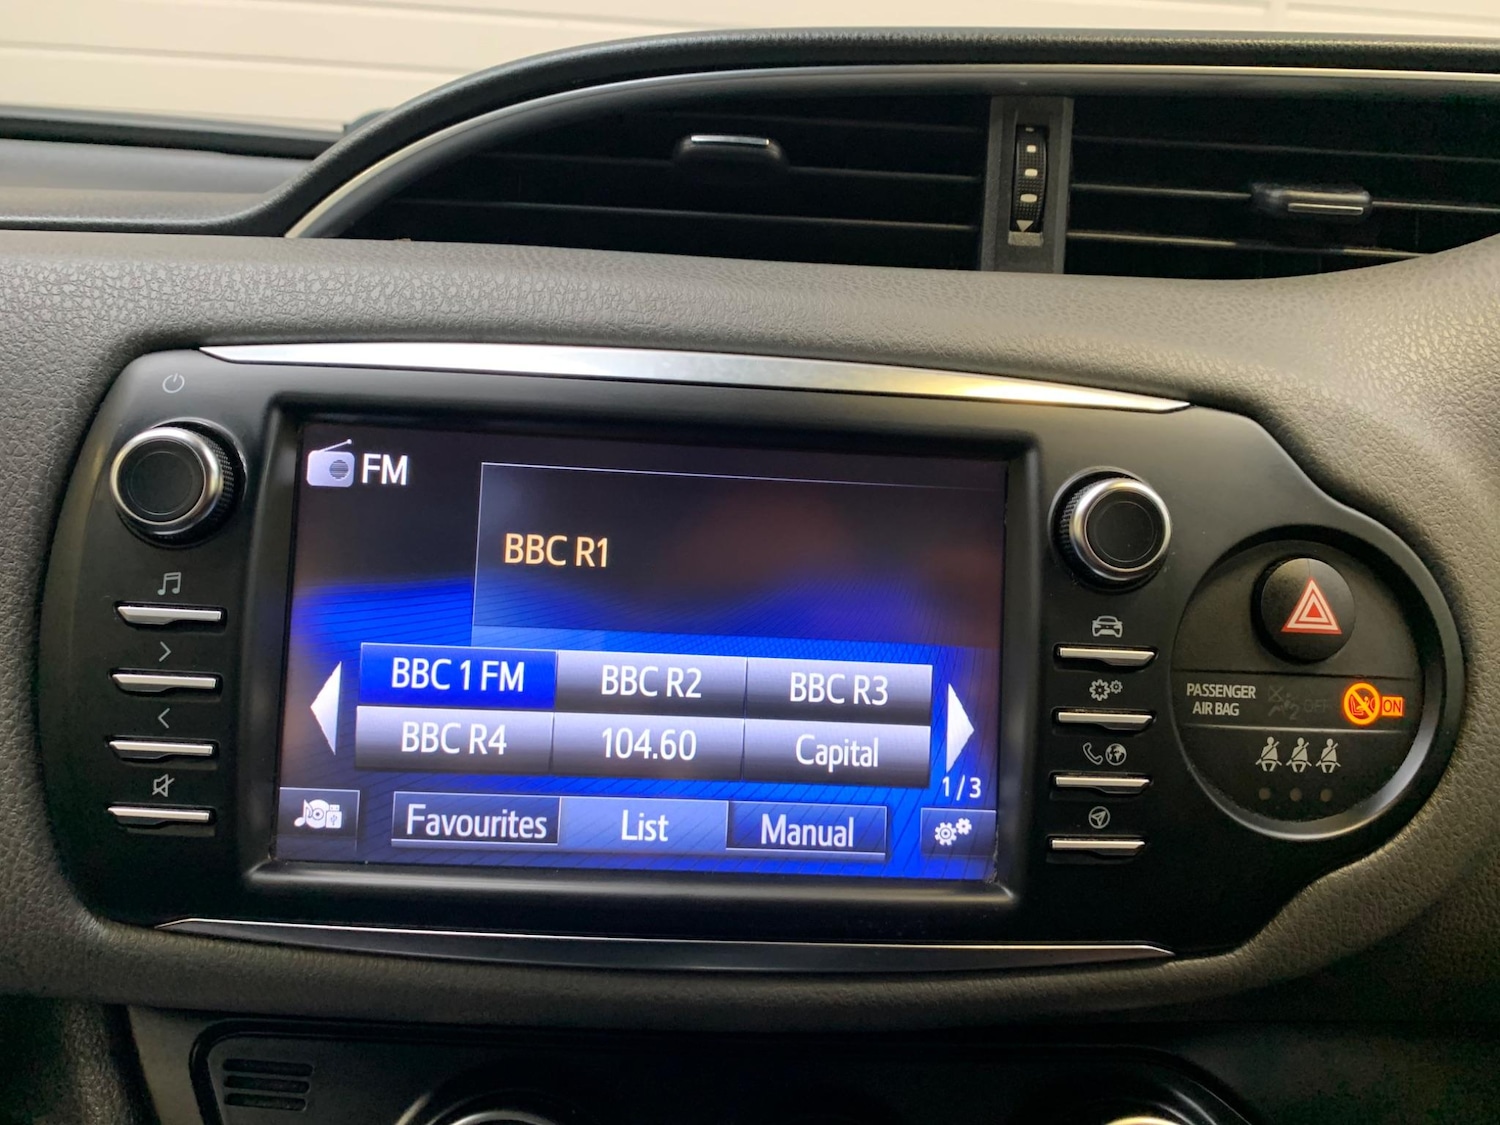 FM
BBC R1
BBC 1 FM BBC R2 BBC R3
BBC R4 104.60 Capital
1/3
Favourites List Manual
PASSENGER
AIR BAG
OFF
ON
2